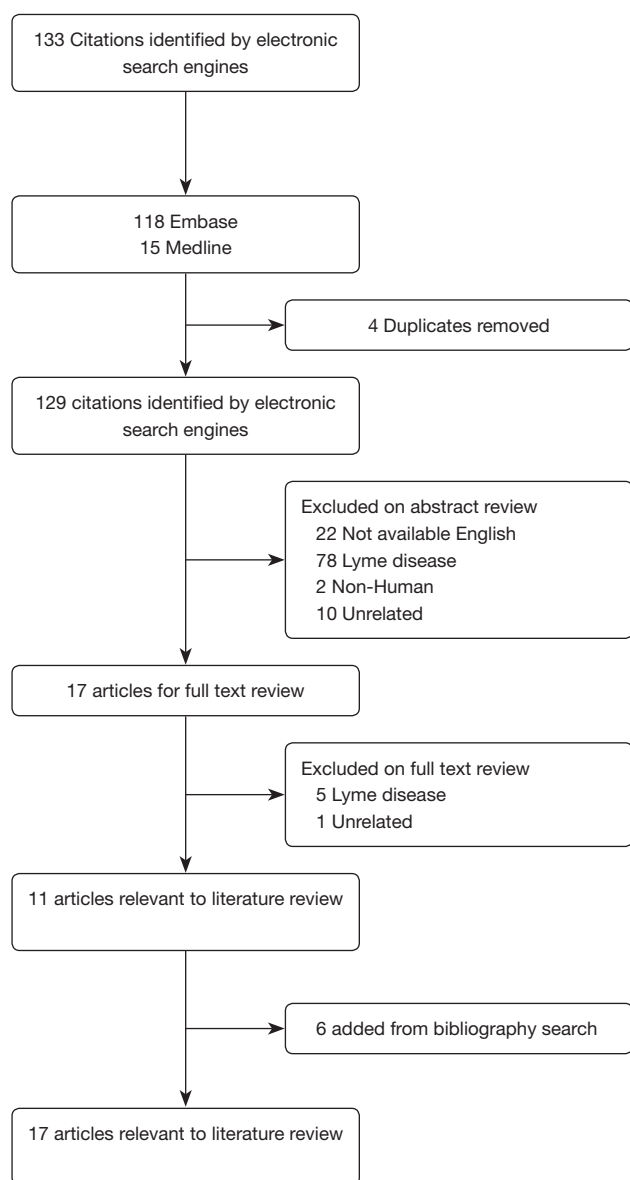 133 Citations identified by electronic
search engines
118 Embase
15 Medline
4 Duplicates removed
129 citations identified by electronic
search engines
Excluded on abstract review
22 Not available English
78 Lyme disease
2 Non-Human
10 Unrelated
17 articles for full text review
Excluded on full text review
5 Lyme disease
1 Unrelated
11 articles relevant to literature review
6 added from bibliography search
17 articles relevant to literature review